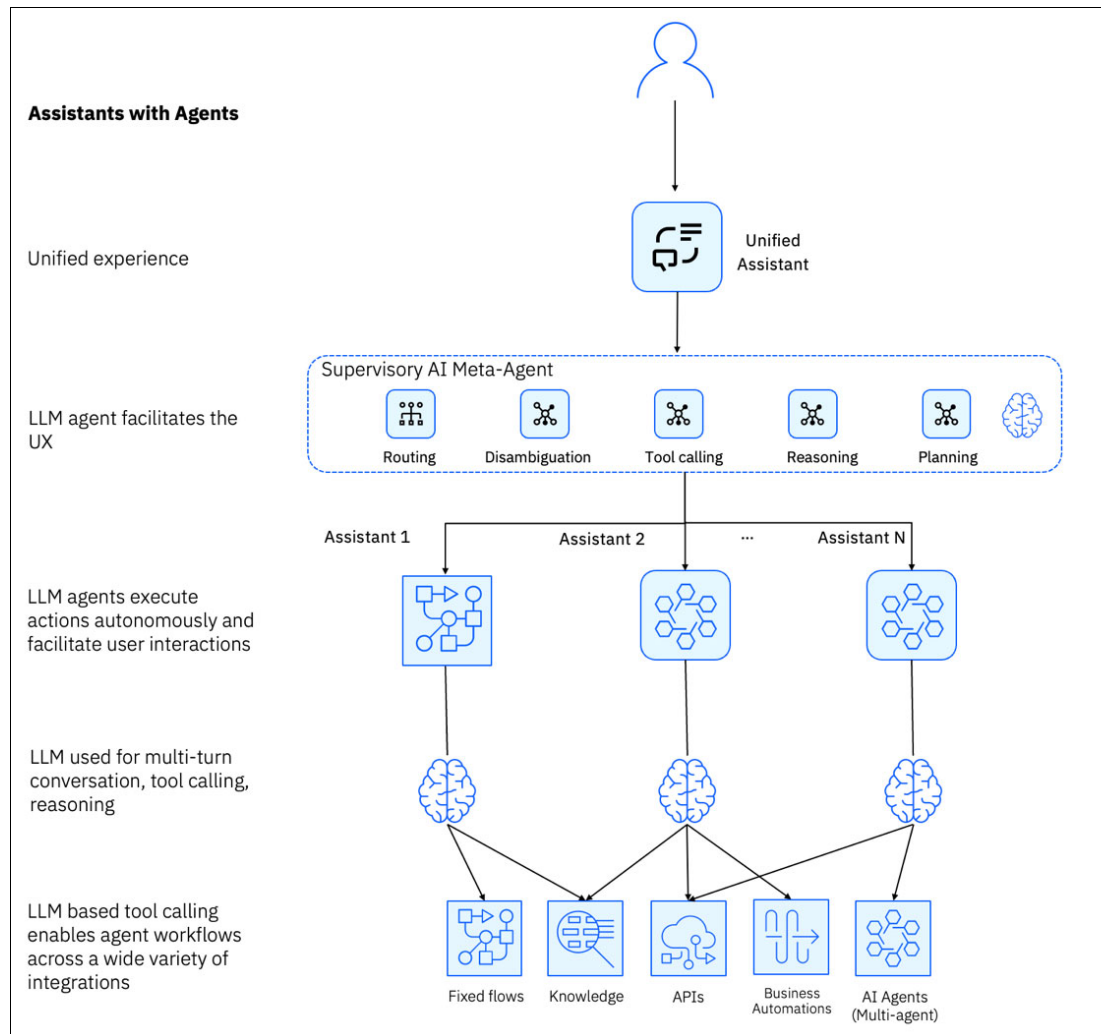 Assistants with Agents
Unified experience
Unified
Assistant
Supervisory AI Meta-Agent
LLM agent facilitates the
UX
Routing
Disambiguation
Tool calling
Reasoning
Planning
Assistant 1
Assistant 2
...
Assistant N
LLM agents execute
actions autonomously and
facilitate user interactions
LLM used for multi-turn
conversation, tool calling,
reasoning
LLM based tool calling
enables agent workflows
across a wide variety of
integrations
Fixed flows
Knowledge
APIs
Business
Automations
AI Agents
(Multi-agent)